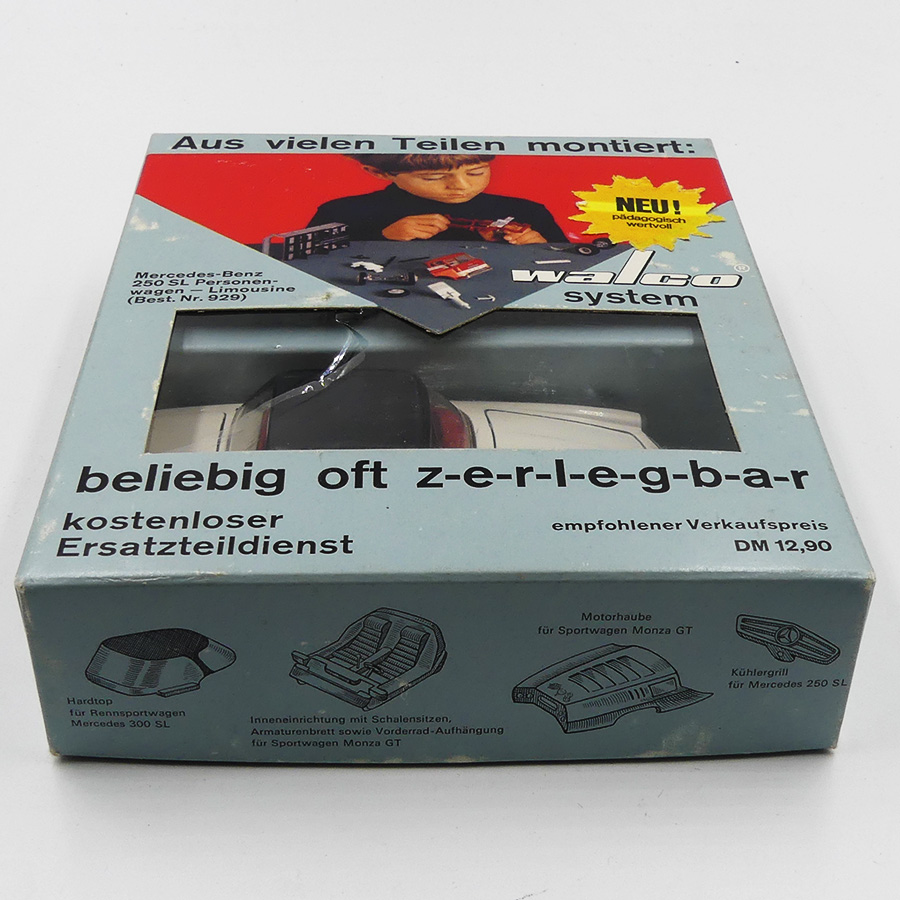 Aus vielen Teilen montiert:
NEU!
pädagogisch
wertvoll
walco®
system
Mercedes-Benz
250 SL Personen-
wagen – Limousine
(Best. Nr. 929)
beliebig oft z-e-r-l-e-g-b-a-r
kostenloser
Ersatzteildienst
empfohlener Verkaufspreis
DM 12,90
Hardtop
für Rennsportwagen
Mercedes 300 SL
Inneneinrichtung mit Schalensitzen,
Armaturenbrett sowie Vorderrad-Aufhängung
für Sportwagen Monza GT
Motorhaube
für Sportwagen Monza GT
Kühlergrill
für Mercedes 250 SL